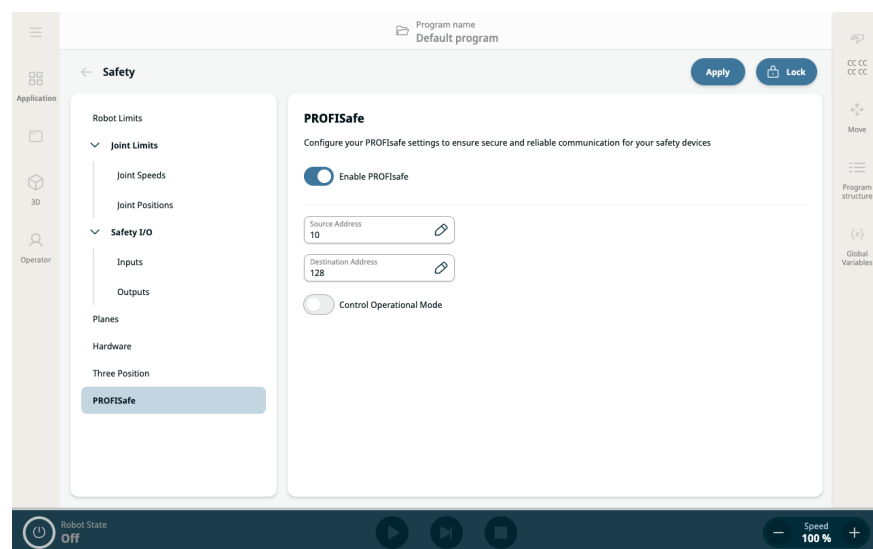 Program name
Default program
Safety
Apply
Lock
Application
3D
Operator
Robot Limits
Joint Limits
Joint Speeds
Joint Positions
Safety I/O
Inputs
Outputs
Planes
Hardware
Three Position
PROFISafe
PROFISafe
Configure your PROFIsafe settings to ensure secure and reliable communication for your safety devices
Enable PROFIsafe
Source Address
10
Destination Address
128
Control Operational Mode
CC CC
CC CC
Move
Program
structure
{x}
Global
Variables
Robot State
Off
Speed
100 %